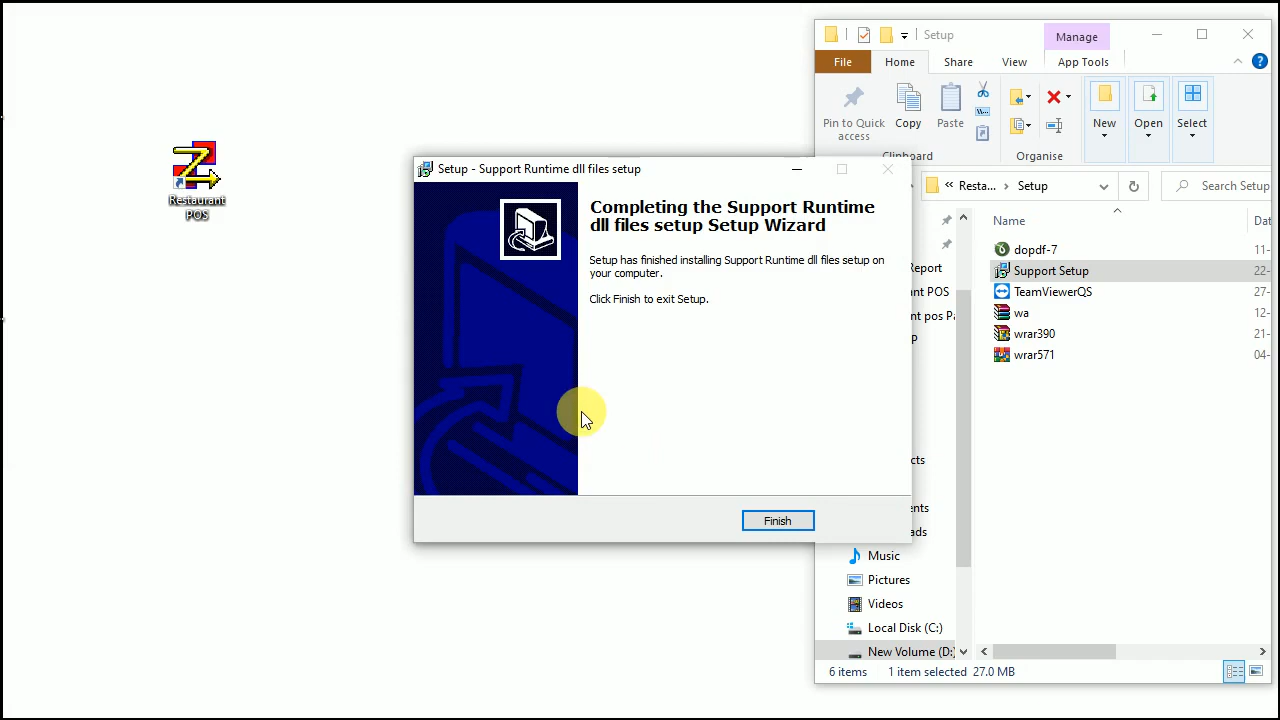 Restaurant
POS
Setup - Support Runtime dll files setup
Completing the Support Runtime
dll files setup Setup Wizard
Setup has finished installing Support Runtime dll files setup on
your computer.
Click Finish to exit Setup.
Finish
Setup
Manage
File
Home
Share
View
App Tools
Pin to Quick
access
Copy
Paste
New
Open
Select
Clipboard
Organise
« Resta...
Setup
Search Setup
Name
Dat
dopdf-7
11-
Support Setup
22-
TeamViewerQS
27-
wa
12-
wrar390
21-
wrar571
04-
Report
nt POS
nt pos Pa
P
cts
ents
ads
Music
Pictures
Videos
Local Disk (C:)
New Volume (D:)
6 items
1 item selected
27.0 MB